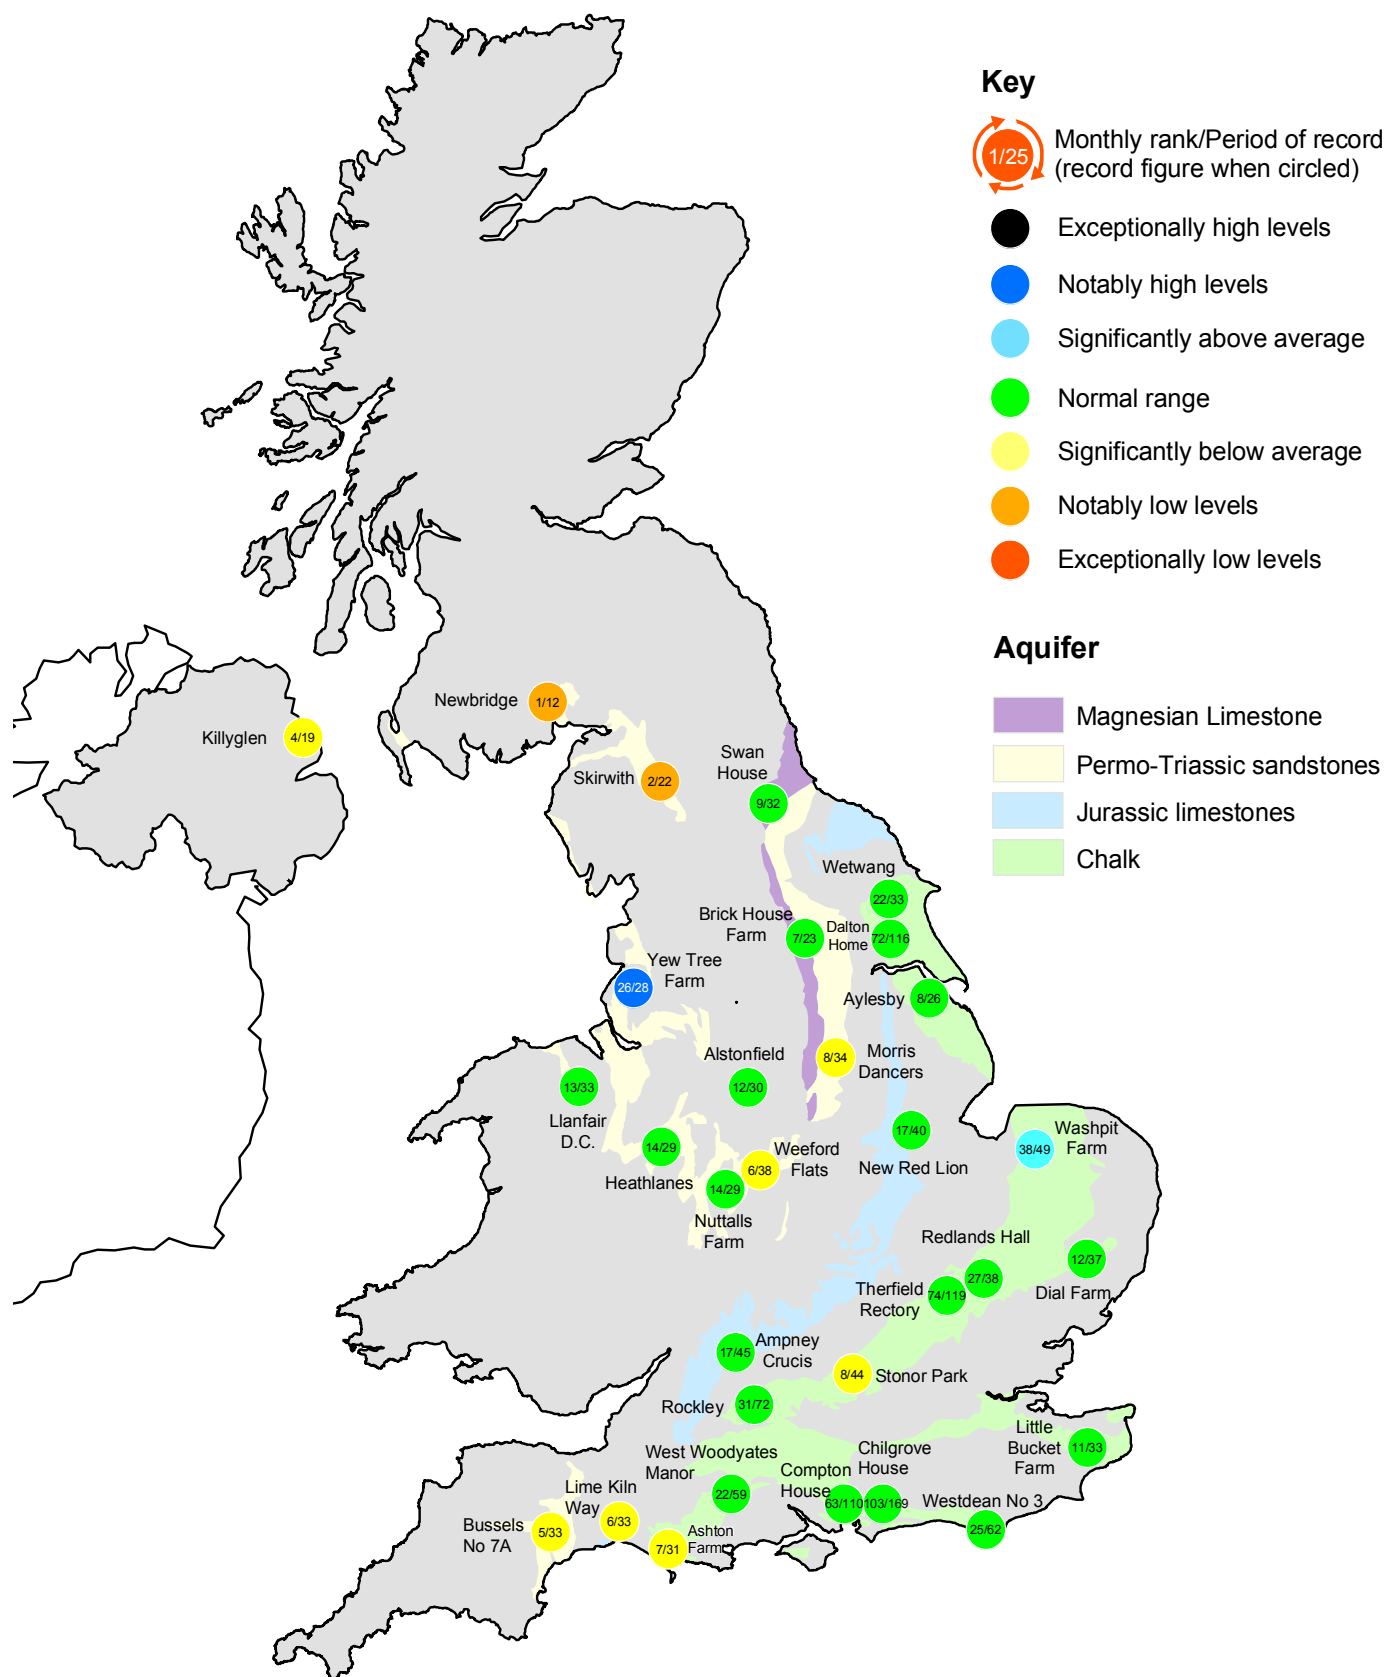 Key
1/25
Monthly rank/Period of record
(record figure when circled)
Exceptionally high levels
Notably high levels
Significantly above average
Normal range
Significantly below average
Notably low levels
Exceptionally low levels
Aquifer
Magnesian Limestone
Permo-Triassic sandstones
Jurassic limestones
Chalk
Newbridge
1/12
Killyglen
4/19
Skirwith
2/22
Swan
House
9/32
Wetwang
22/33
Brick House
Farm
7/23
Dalton
Home
72/116
Yew Tree
Farm
26/28
Aylesby
8/26
Alstonfield
12/30
8/34
Morris
Dancers
13/33
Llanfair
D.C.
17/40
New Red Lion
Washpit
Farm
38/49
14/29
Heathlanes
Weeford
Flats
6/38
14/29
Nuttalls
Farm
Redlands Hall
27/38
12/37
Dial Farm
Therfield
Rectory
74/119
Ampney
Crucis
17/45
8/44
Stonor Park
Rockley
31/72
Little
Bucket
Farm
11/33
West Woodyates
Manor
22/59
Chilgrove
House
103/169
Compton
House
63/110
Westdean No 3
25/62
Lime Kiln
Way
6/33
Bussels
No 7A
5/33
Ashton
Farm
7/31